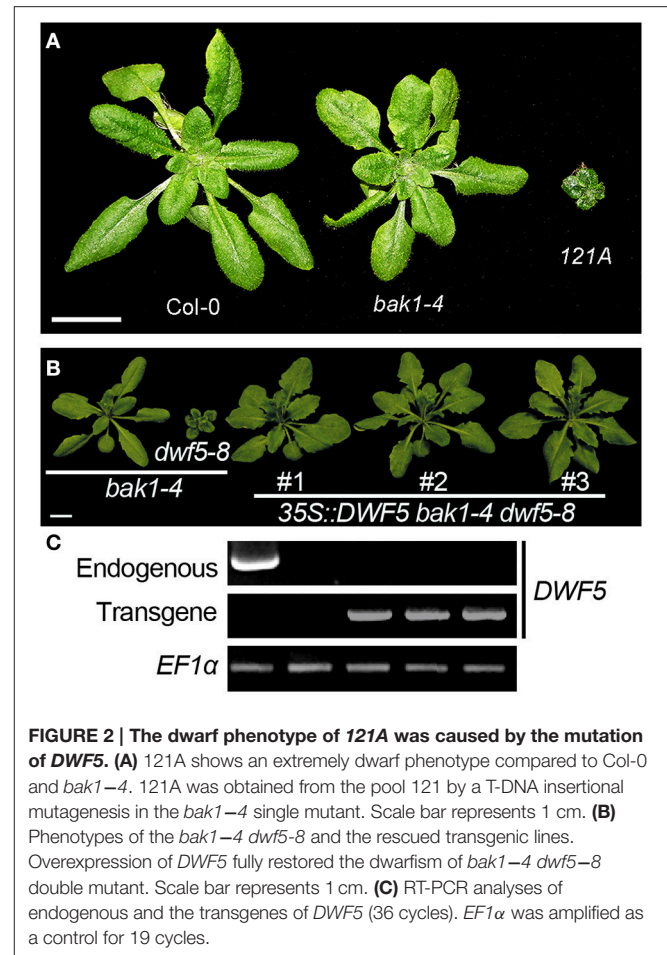 A
Col-0
bak1-4
121A
B
dwf5-8
bak1-4
#1 #2 #3
35S::DWF5 bak1-4 dwf5-8
C
Endogenous
Transgene
DWF5
EF1α
FIGURE 2 | The dwarf phenotype of 121A was caused by the mutation
of DWF5. (A) 121A shows an extremely dwarf phenotype compared to Col-0
and bak1–4. 121A was obtained from the pool 121 by a T-DNA insertional
mutagenesis in the bak1–4 single mutant. Scale bar represents 1 cm. (B)
Phenotypes of the bak1–4 dwf5-8 and the rescued transgenic lines.
Overexpression of DWF5 fully restored the dwarfism of bak1–4 dwf5–8
double mutant. Scale bar represents 1 cm. (C) RT-PCR analyses of
endogenous and the transgenes of DWF5 (36 cycles). EF1α was amplified as
a control for 19 cycles.